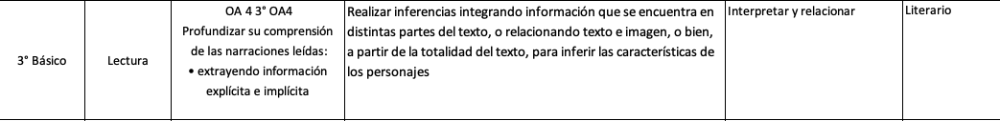 3° Básico
Lectura
OA 4 3° OA4
Profundizar su comprensión
de las narraciones leídas:
• extrayendo información
explícita e implícita
Realizar inferencias integrando información que se encuentra en
distintas partes del texto, o relacionando texto e imagen, o bien,
a partir de la totalidad del texto, para inferir las características de
los personajes
Interpretar y relacionar
Literario